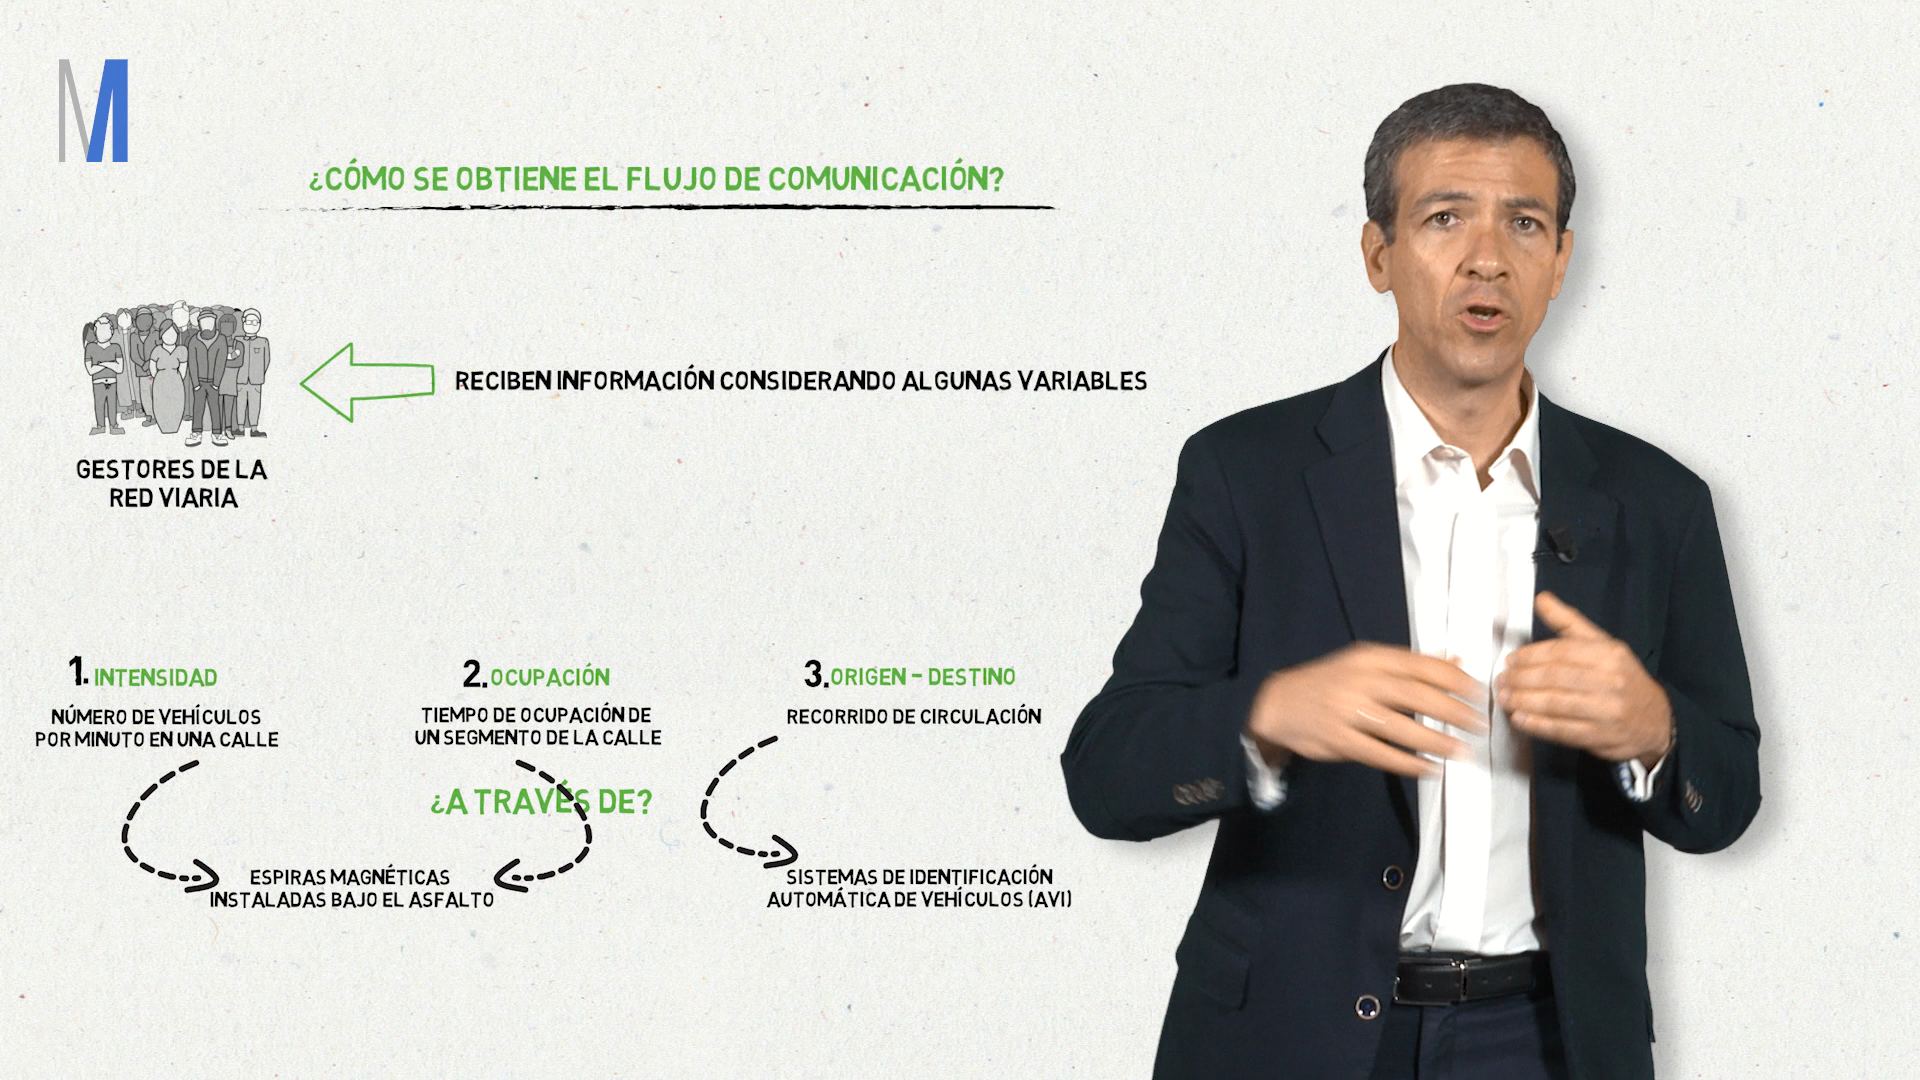 M
¿CÓMO SE OBTIENE EL FLUJO DE COMUNICACIÓN?
RECIBEN INFORMACIÓN CONSIDERANDO ALGUNAS VARIABLES
GESTORES DE LA
RED VIARIA
1. INTENSIDAD
NÚMERO DE VEHÍCULOS
POR MINUTO EN UNA CALLE
2. OCUPACIÓN
TIEMPO DE OCUPACIÓN DE
UN SEGMENTO DE LA CALLE
3. ORIGEN - DESTINO
RECORRIDO DE CIRCULACIÓN
¿A TRAVÉS DE?
ESPIRAS MAGNÉTICAS
INSTALADAS BAJO EL ASFALTO
SISTEMAS DE IDENTIFICACIÓN
AUTOMÁTICA DE VEHÍCULOS (AVI)